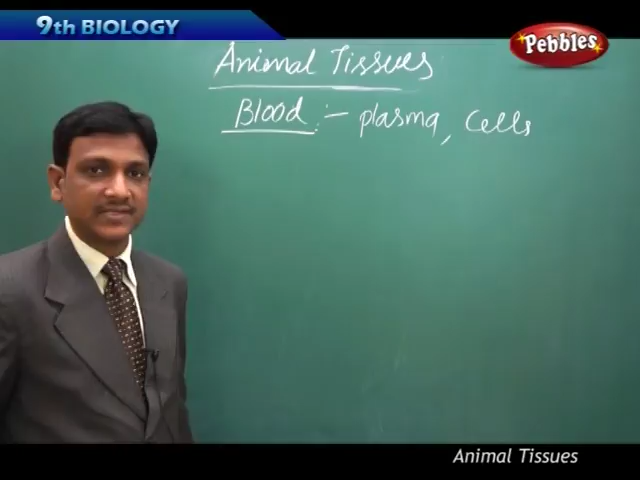 9th BIOLOGY
Pebbles
Animal Tissues
Blood :- plasma, cells
Animal Tissues